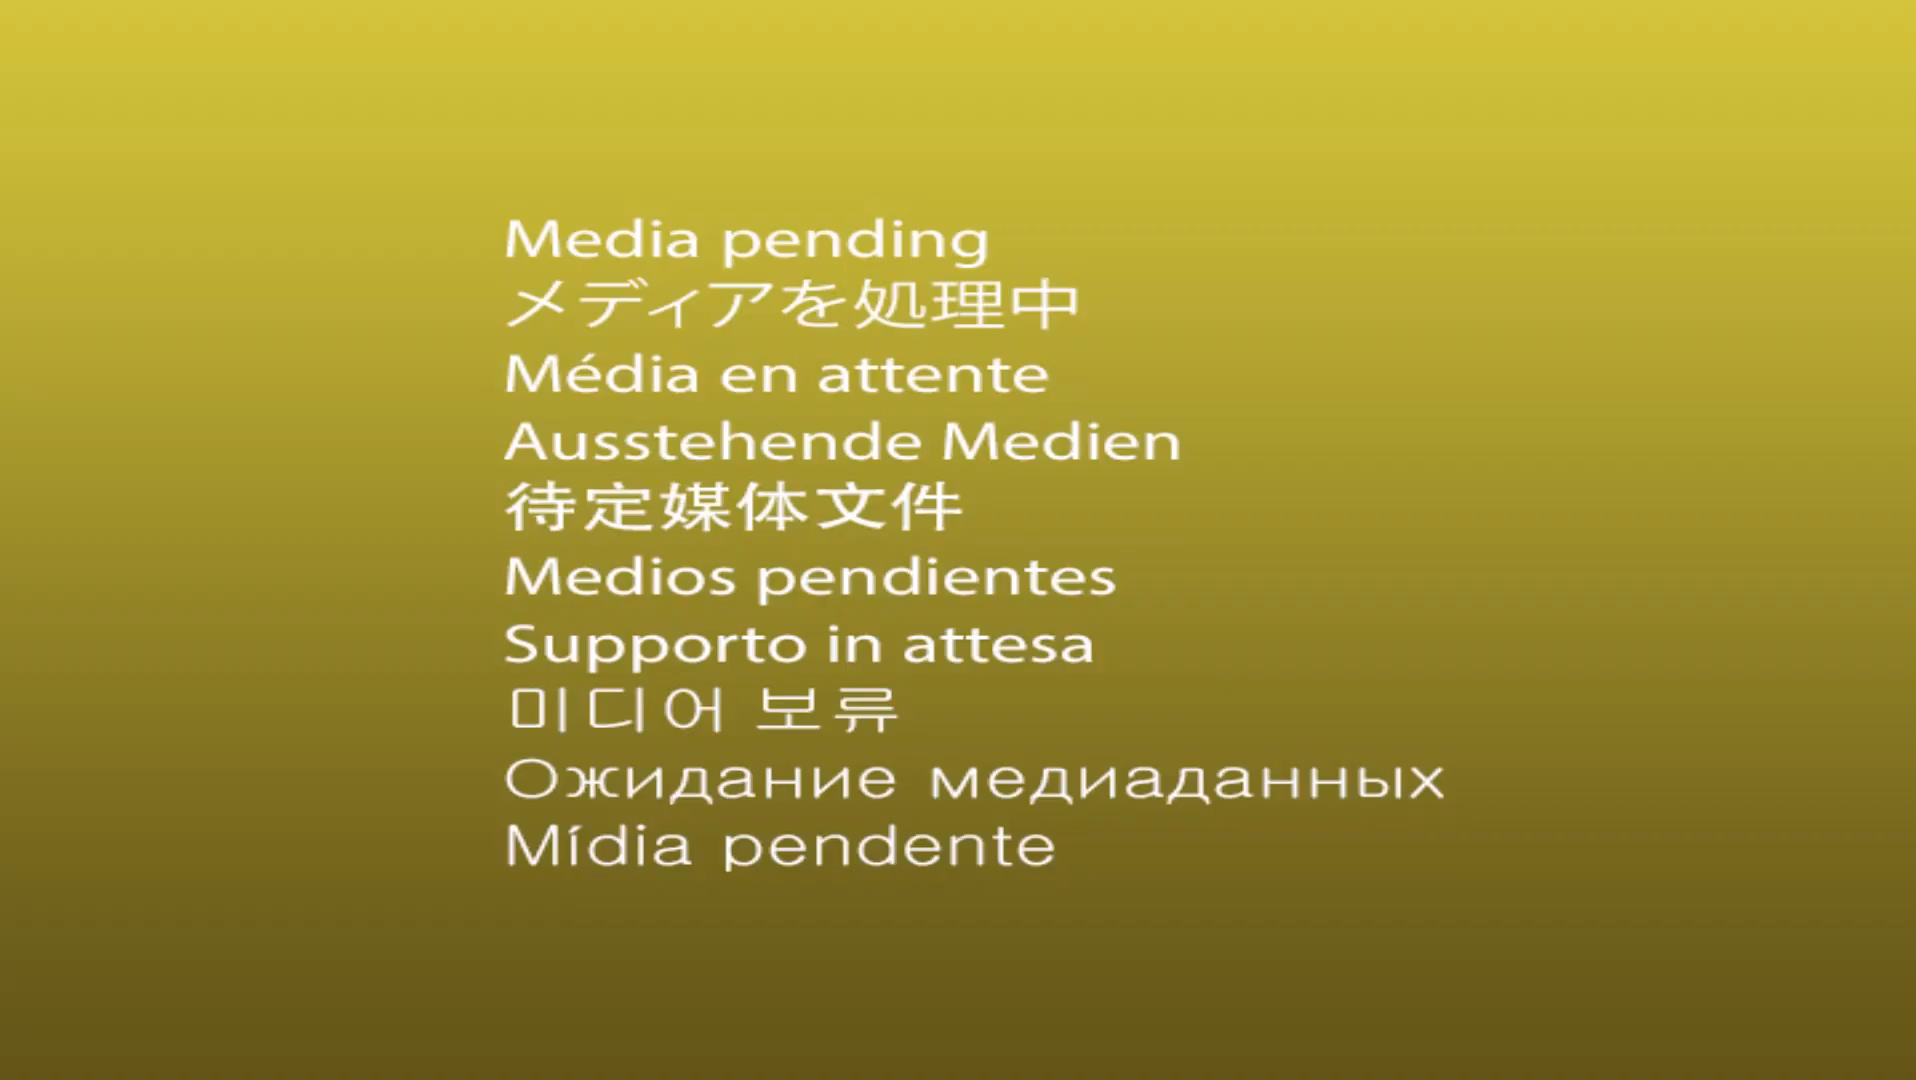 Media pending
メディアを処理中
Média en attente
Ausstehende Medien
待定媒体文件
Medios pendientes
Supporto in attesa
미디어 보류
Ожидание медиаданных
Mídia pendente